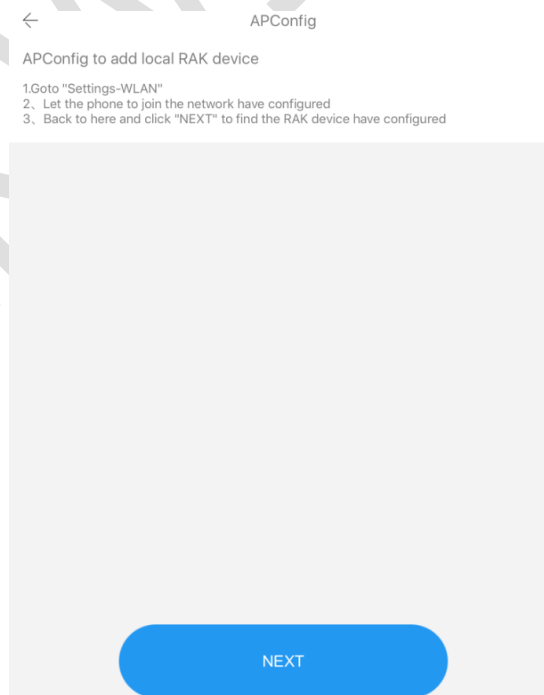 APConfig
APConfig to add local RAK device
1.Goto "Settings-WLAN"
2、Let the phone to join the network have configured
3、Back to here and click "NEXT" to find the RAK device have configured
NEXT